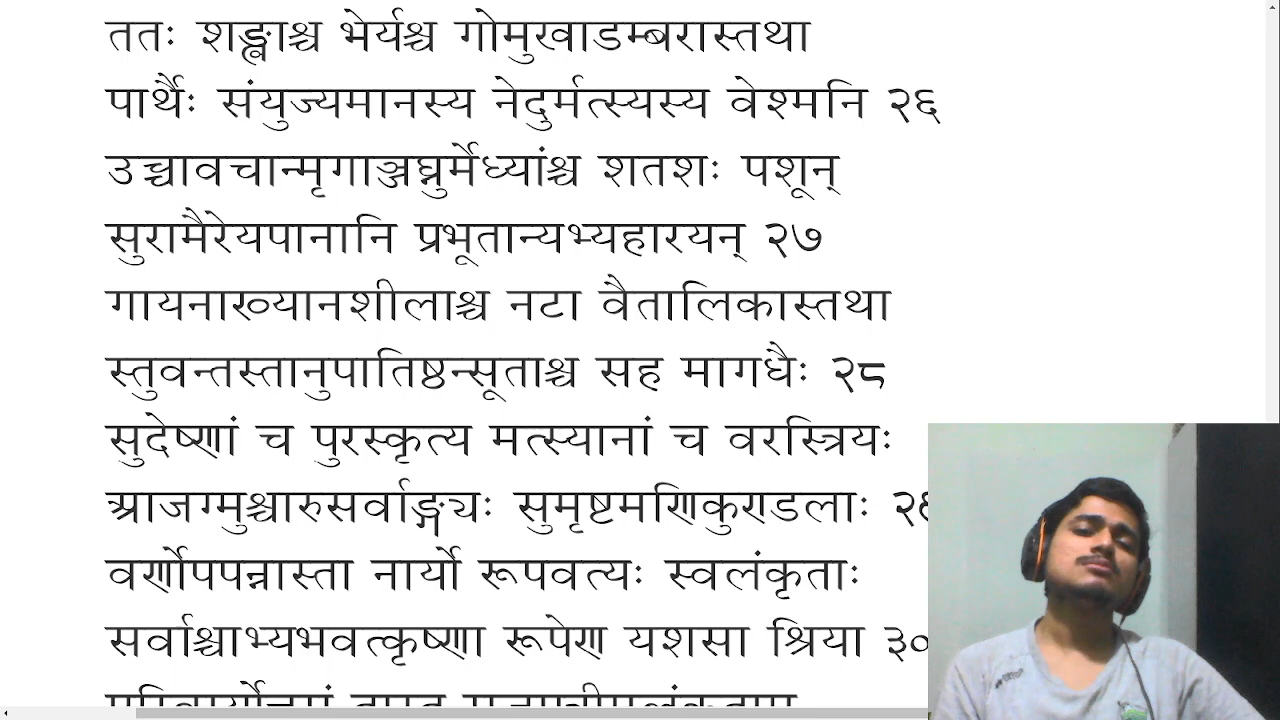 ततः शङ्खाश्च भेर्यश्च गोमुखाडम्बरास्तथा
पार्थैः संयुज्यमानस्य नेदुर्मत्स्यस्य वेश्मनि २६
उच्चावचान्मृगाञ्जघ्नुर्मेध्यांश्च शतशः पशून्
सुरामैरेयपानानि प्रभूतान्यभ्यहारयन् २७
गायनाख्यानशीलाश्च नटा वैतालिकास्तथा
स्तुवन्तस्तानुपातिष्ठन्सूताश्च सह मागधैः २८
सुदेष्णां च पुरस्कृत्य मत्स्यानां च वरस्त्रियः
आजग्मुश्चारुसर्वाङ्ग्यः सुमृष्टमणिकुण्डलाः २९
वर्णोपपन्नास्ता नार्यो रूपवत्यः स्वलंकृताः
सर्वाश्चाभ्यभवत्कृष्णा रूपेण यशसा श्रिया ३०